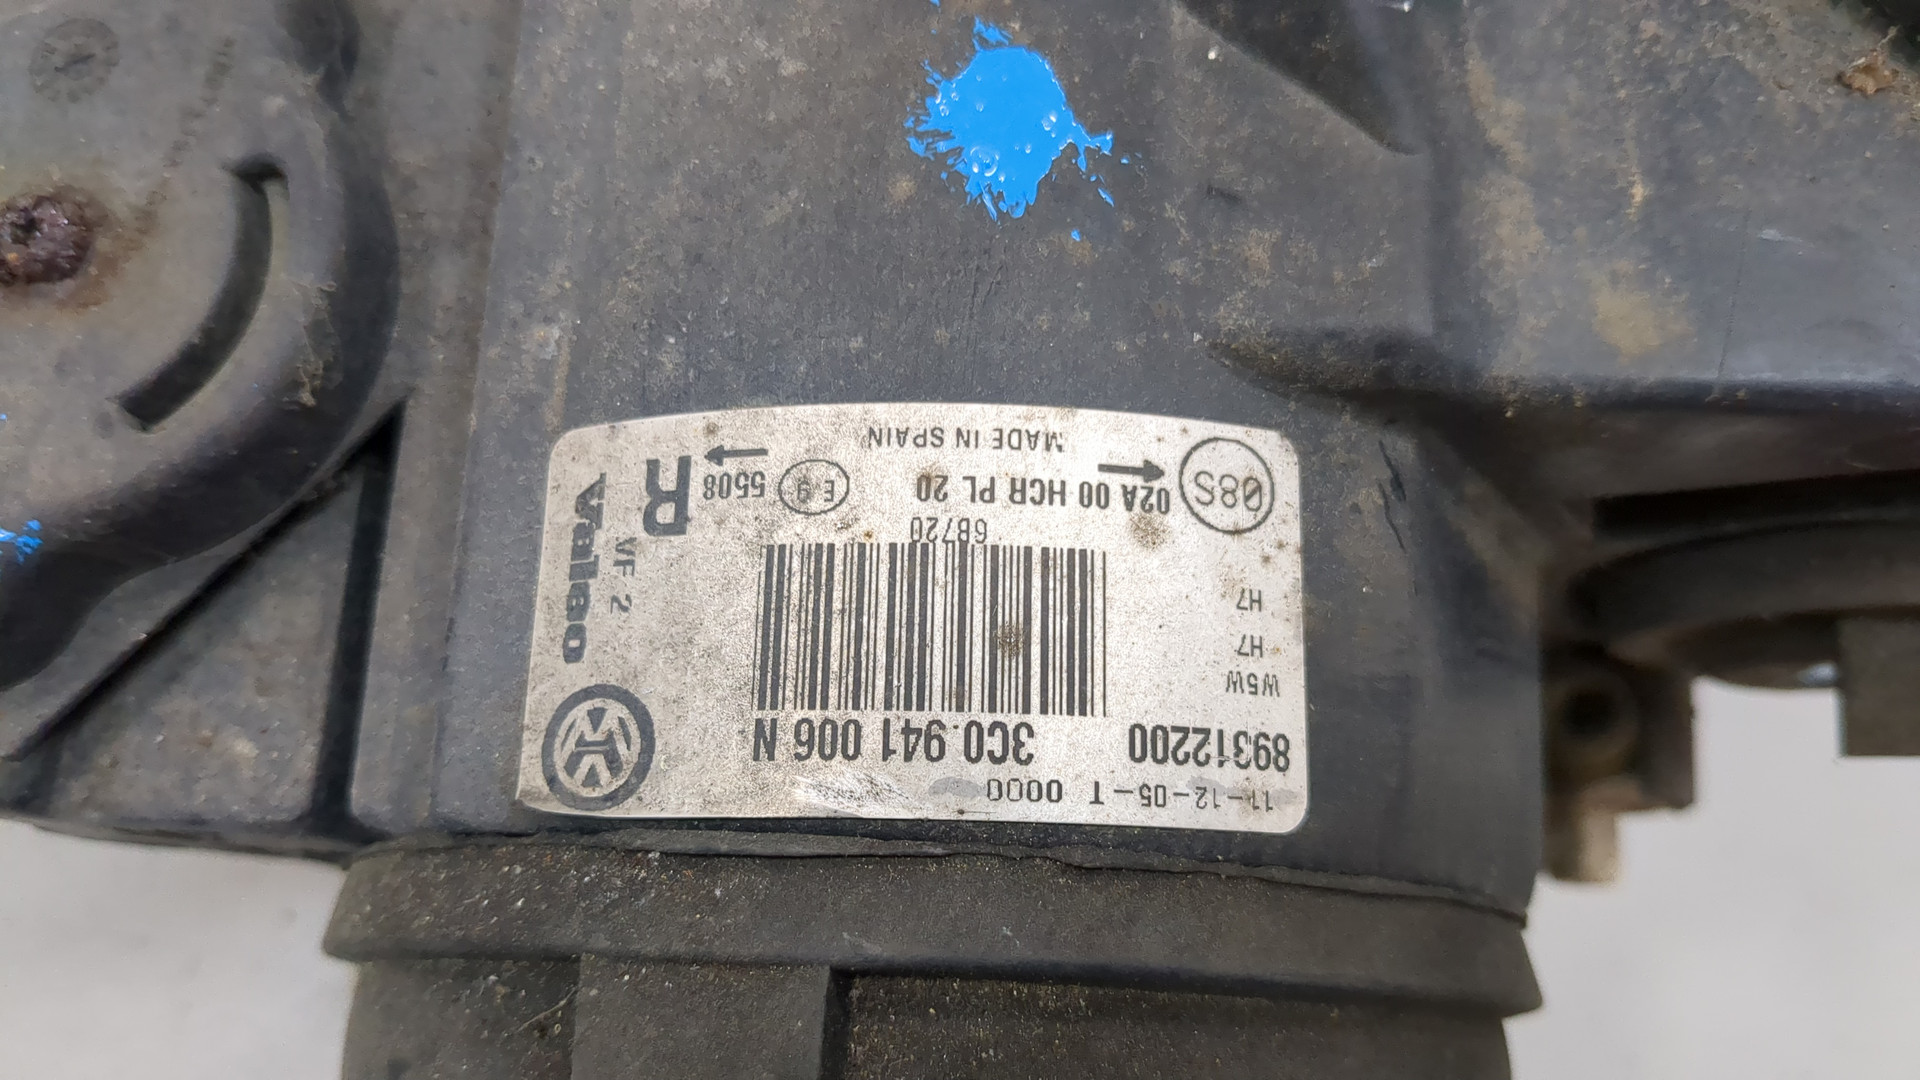 11-12-05-T 0000
89312200 3C0.941 006 N
W5W
H7
H7
6B720
08S 02A 00 HCR PL 20 E 9 5508 R
MADE IN SPAIN
Valeo
VF 2